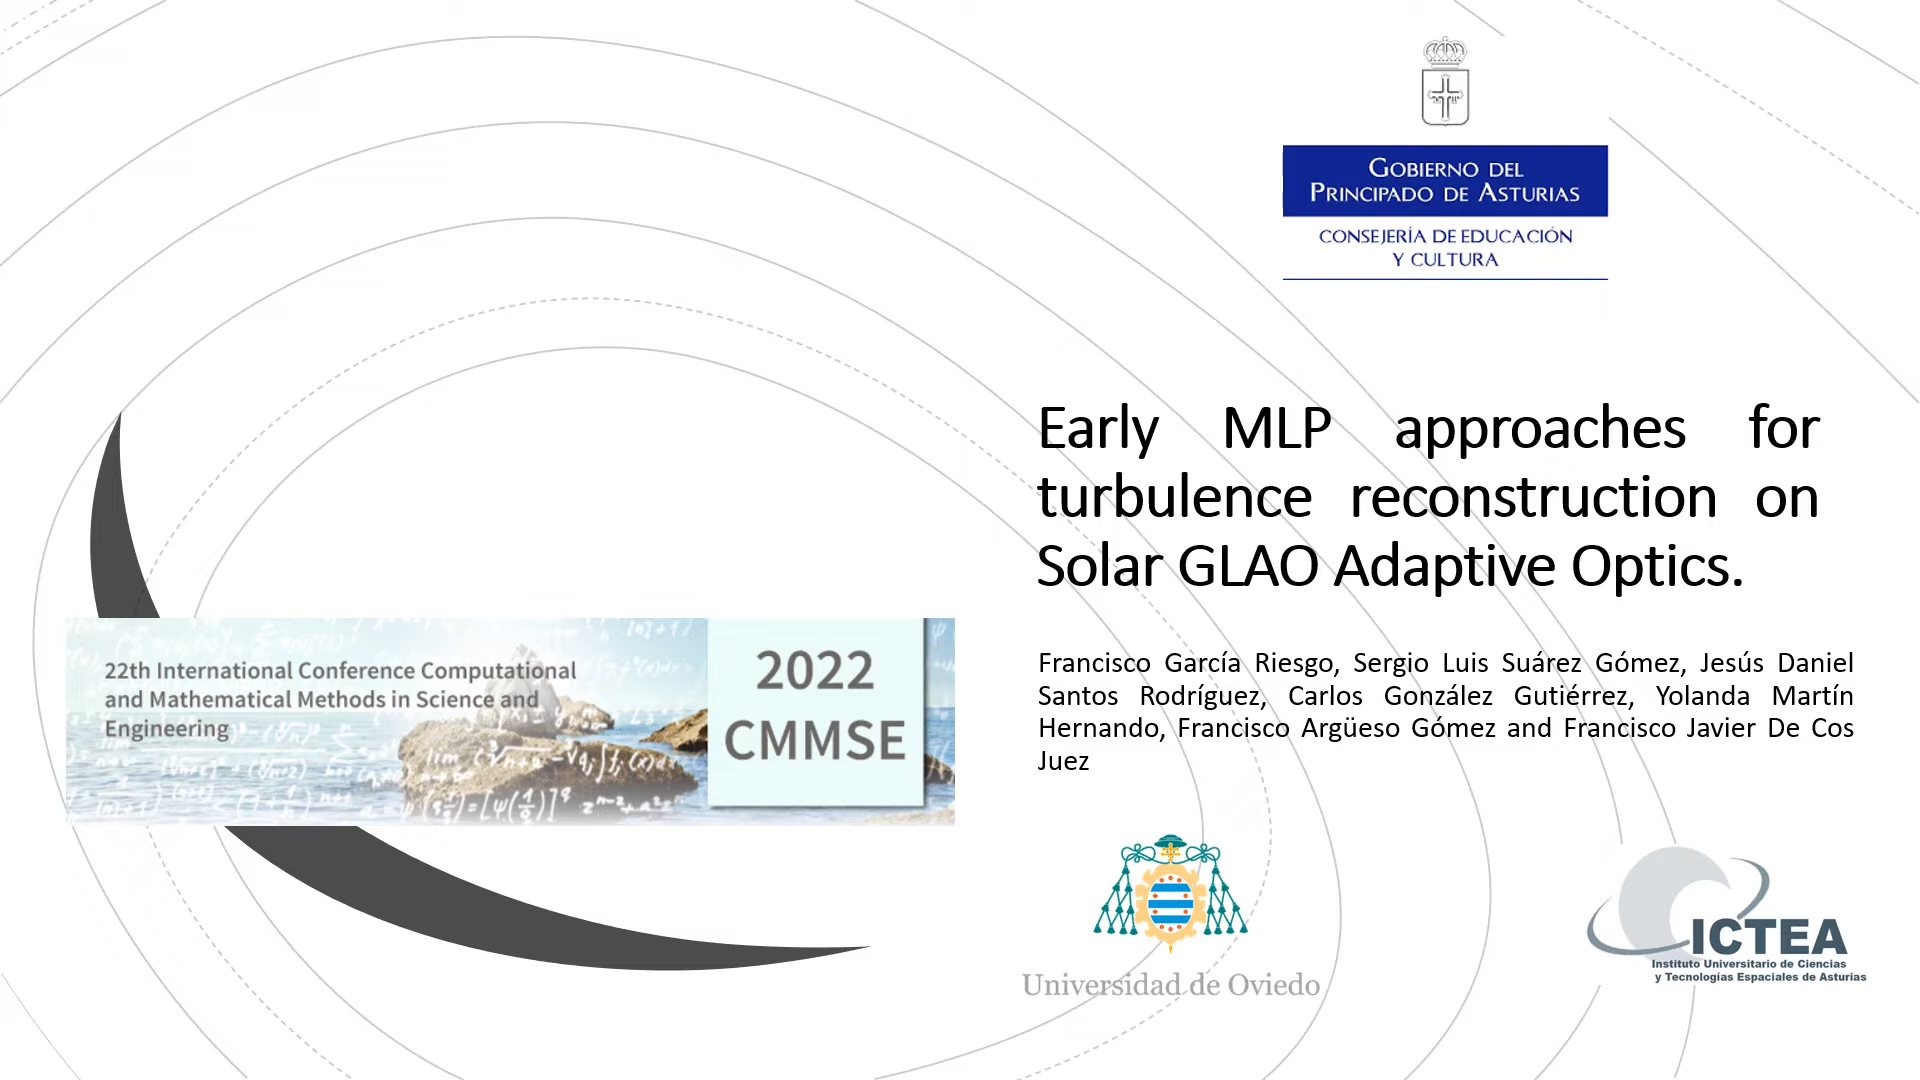 GOBIERNO DEL
PRINCIPADO DE ASTURIAS
CONSEJERÍA DE EDUCACIÓN
Y CULTURA
Early MLP approaches for
turbulence reconstruction on
Solar GLAO Adaptive Optics.
22th International Conference Computational
and Mathematical Methods in Science and
Engineering
2022
CMMSE
Francisco García Riesgo, Sergio Luis Suárez Gómez, Jesús Daniel
Santos Rodríguez, Carlos González Gutiérrez, Yolanda Martín
Hernando, Francisco Argüeso Gómez and Francisco Javier De Cos
Juez
Universidad de Oviedo
ICTEA
Instituto Universitario de Ciencias
y Tecnologías Espaciales de Asturias